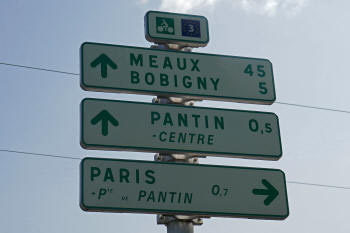 3
MEAUX 45
BOBIGNY 5
PANTIN 0,5
-CENTRE
PARIS 0,7
-Pte DE PANTIN